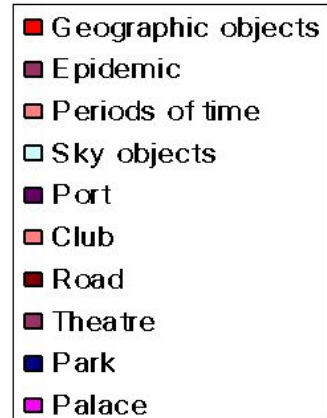 Geographic objects
Epidemic
Periods of time
Sky objects
Port
Club
Road
Theatre
Park
Palace